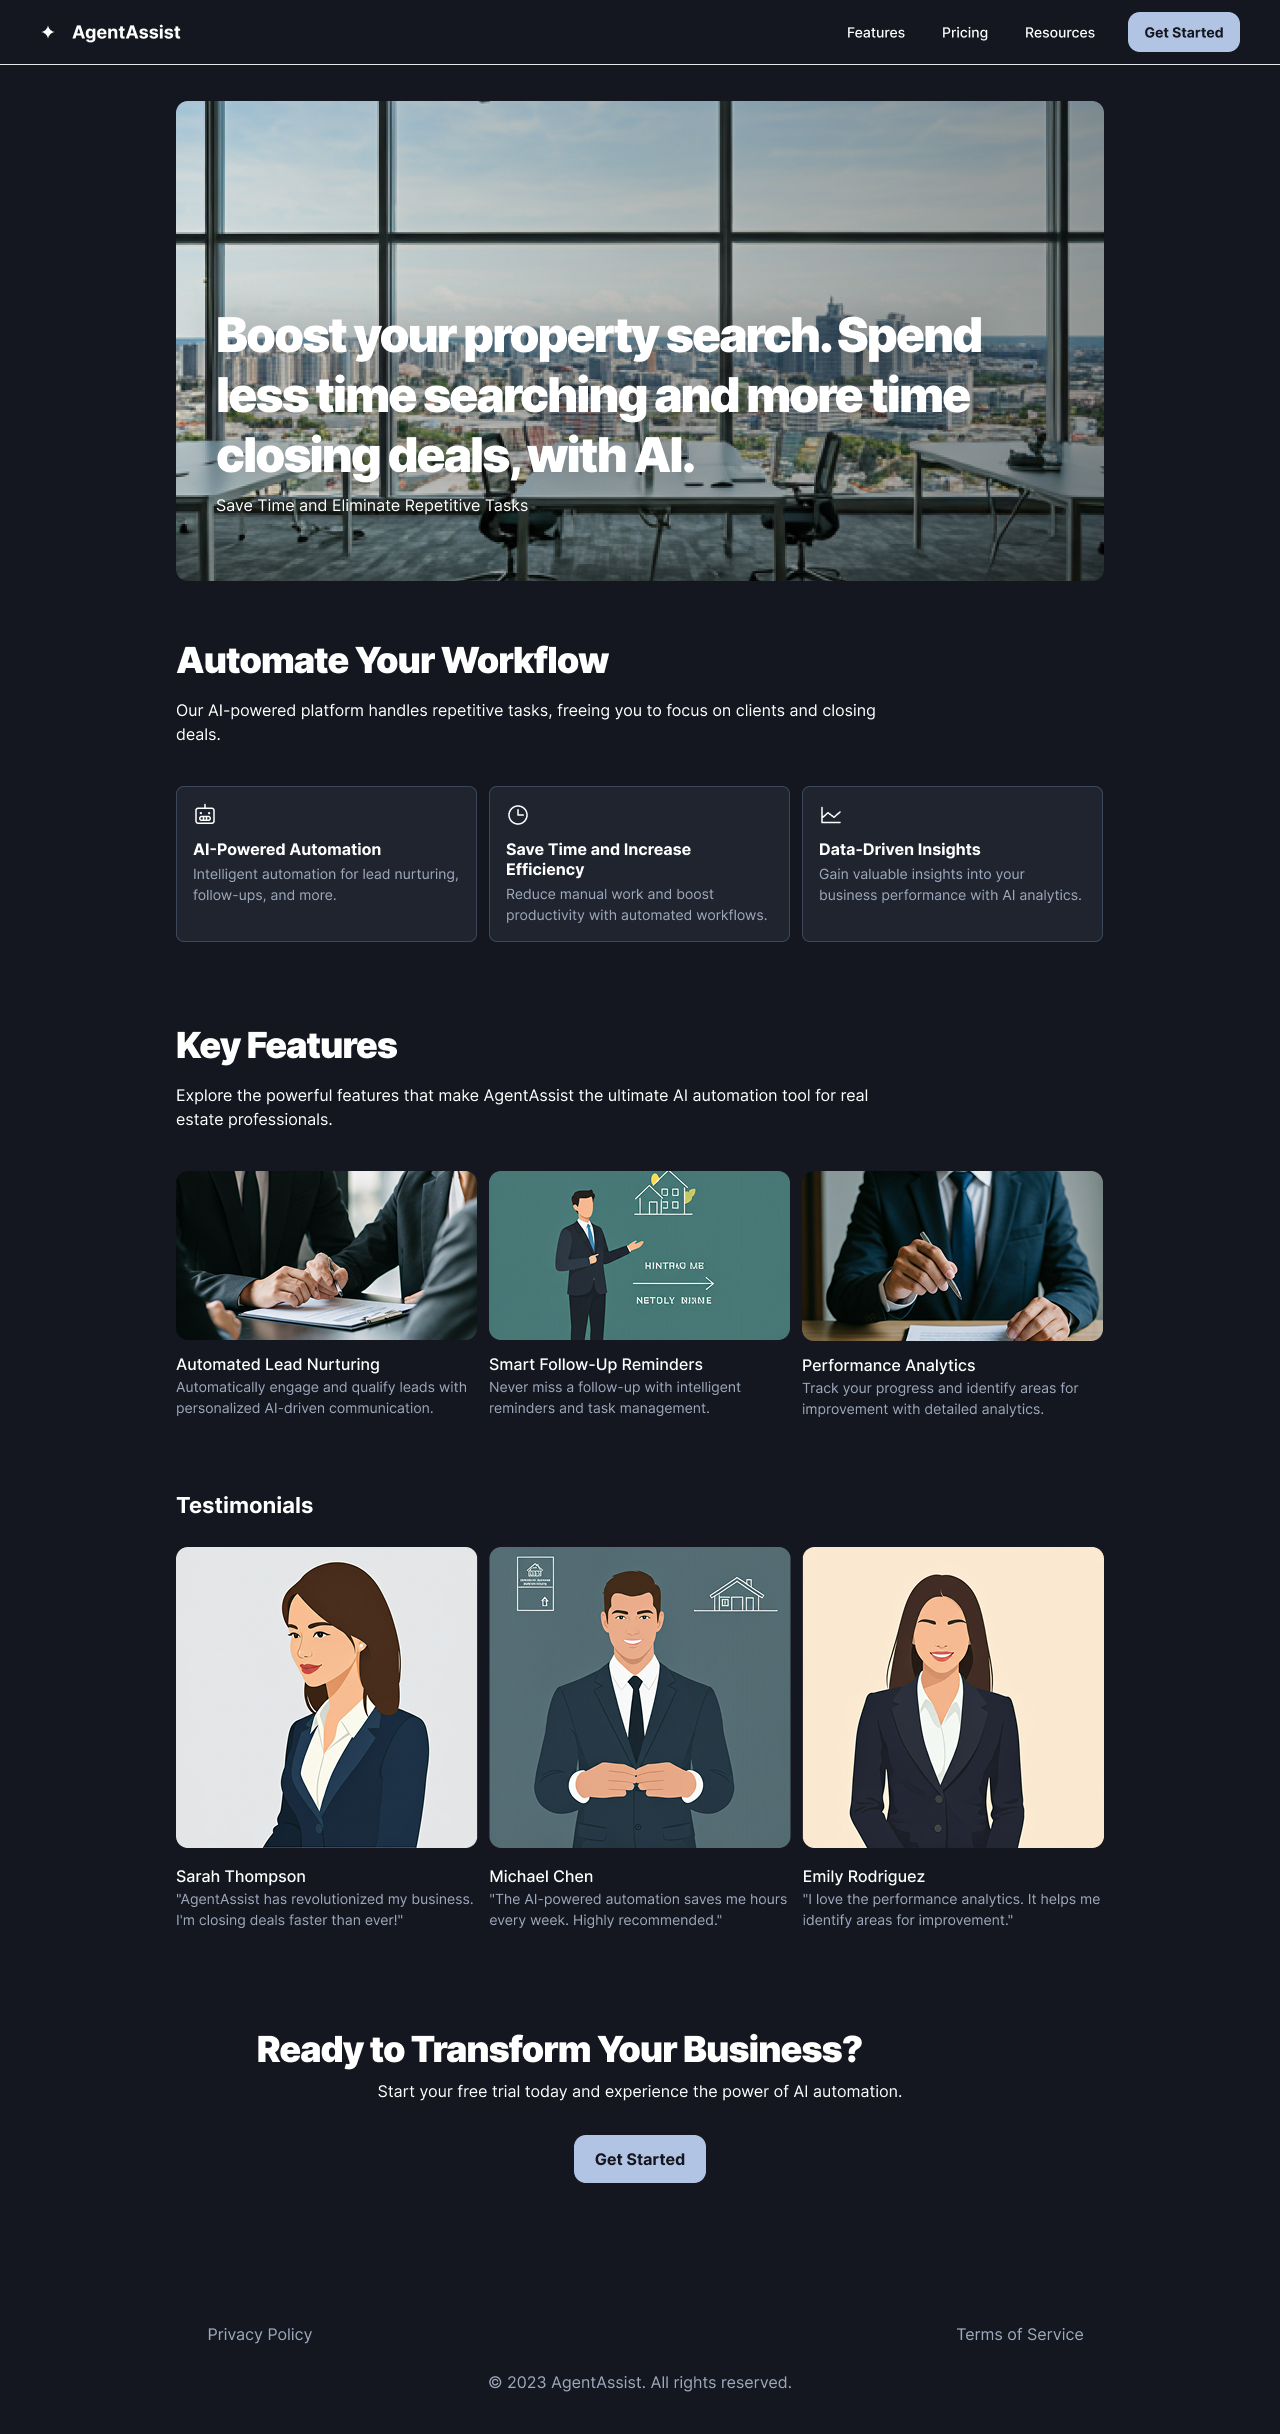 AgentAssist
Features
Pricing
Resources
Get Started
Boost your property search. Spend
less time searching and more time
closing deals, with AI.
Save Time and Eliminate Repetitive Tasks
Automate Your Workflow
Our AI-powered platform handles repetitive tasks, freeing you to focus on clients and closing
deals.
AI-Powered Automation
Intelligent automation for lead nurturing,
follow-ups, and more.
Save Time and Increase
Efficiency
Reduce manual work and boost
productivity with automated workflows.
Data-Driven Insights
Gain valuable insights into your
business performance with AI analytics.
Key Features
Explore the powerful features that make AgentAssist the ultimate AI automation tool for real
estate professionals.
Automated Lead Nurturing
Automatically engage and qualify leads with
personalized AI-driven communication.
Smart Follow-Up Reminders
Never miss a follow-up with intelligent
reminders and task management.
Performance Analytics
Track your progress and identify areas for
improvement with detailed analytics.
Testimonials
Sarah Thompson
"AgentAssist has revolutionized my business.
I'm closing deals faster than ever!"
Michael Chen
"The AI-powered automation saves me hours
every week. Highly recommended."
Emily Rodriguez
"I love the performance analytics. It helps me
identify areas for improvement."
Ready to Transform Your Business?
Start your free trial today and experience the power of AI automation.
Get Started
Privacy Policy
Terms of Service
© 2023 AgentAssist. All rights reserved.